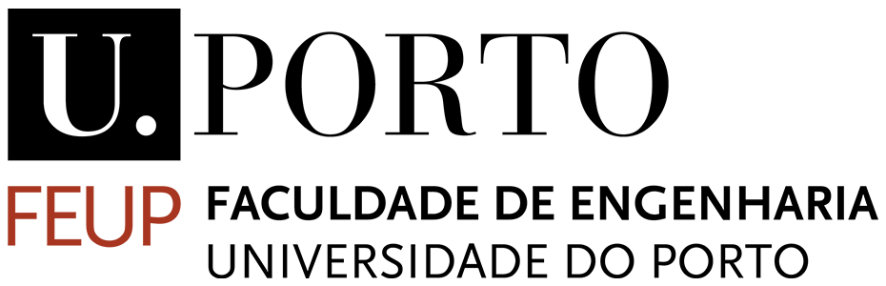 U. PORTO
FEUP FACULDADE DE ENGENHARIA
UNIVERSIDADE DO PORTO